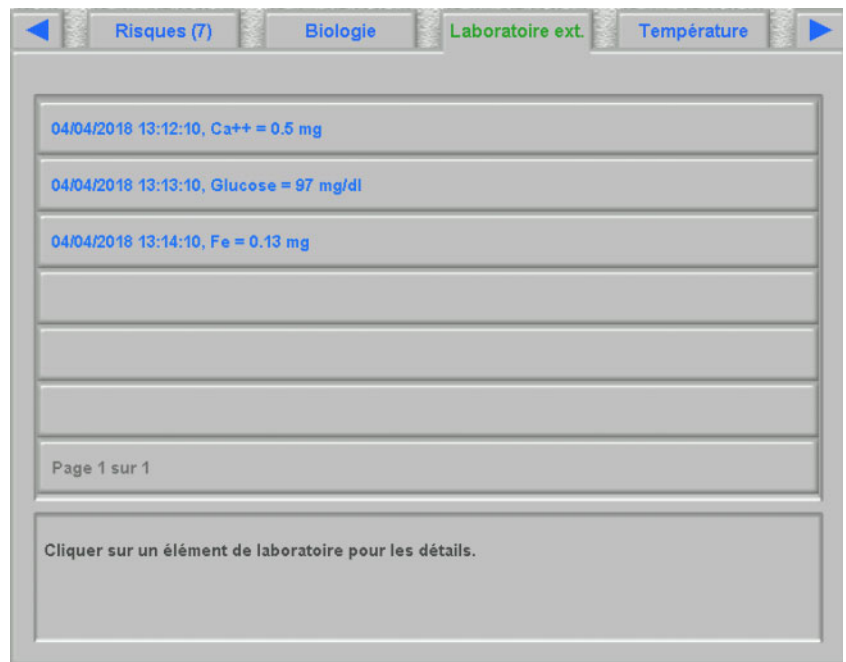 Risques (7) Biologie Laboratoire ext. Température
04/04/2018 13:12:10, Ca++ = 0.5 mg
04/04/2018 13:13:10, Glucose = 97 mg/dl
04/04/2018 13:14:10, Fe = 0.13 mg
Page 1 sur 1
Cliquer sur un élément de laboratoire pour les détails.